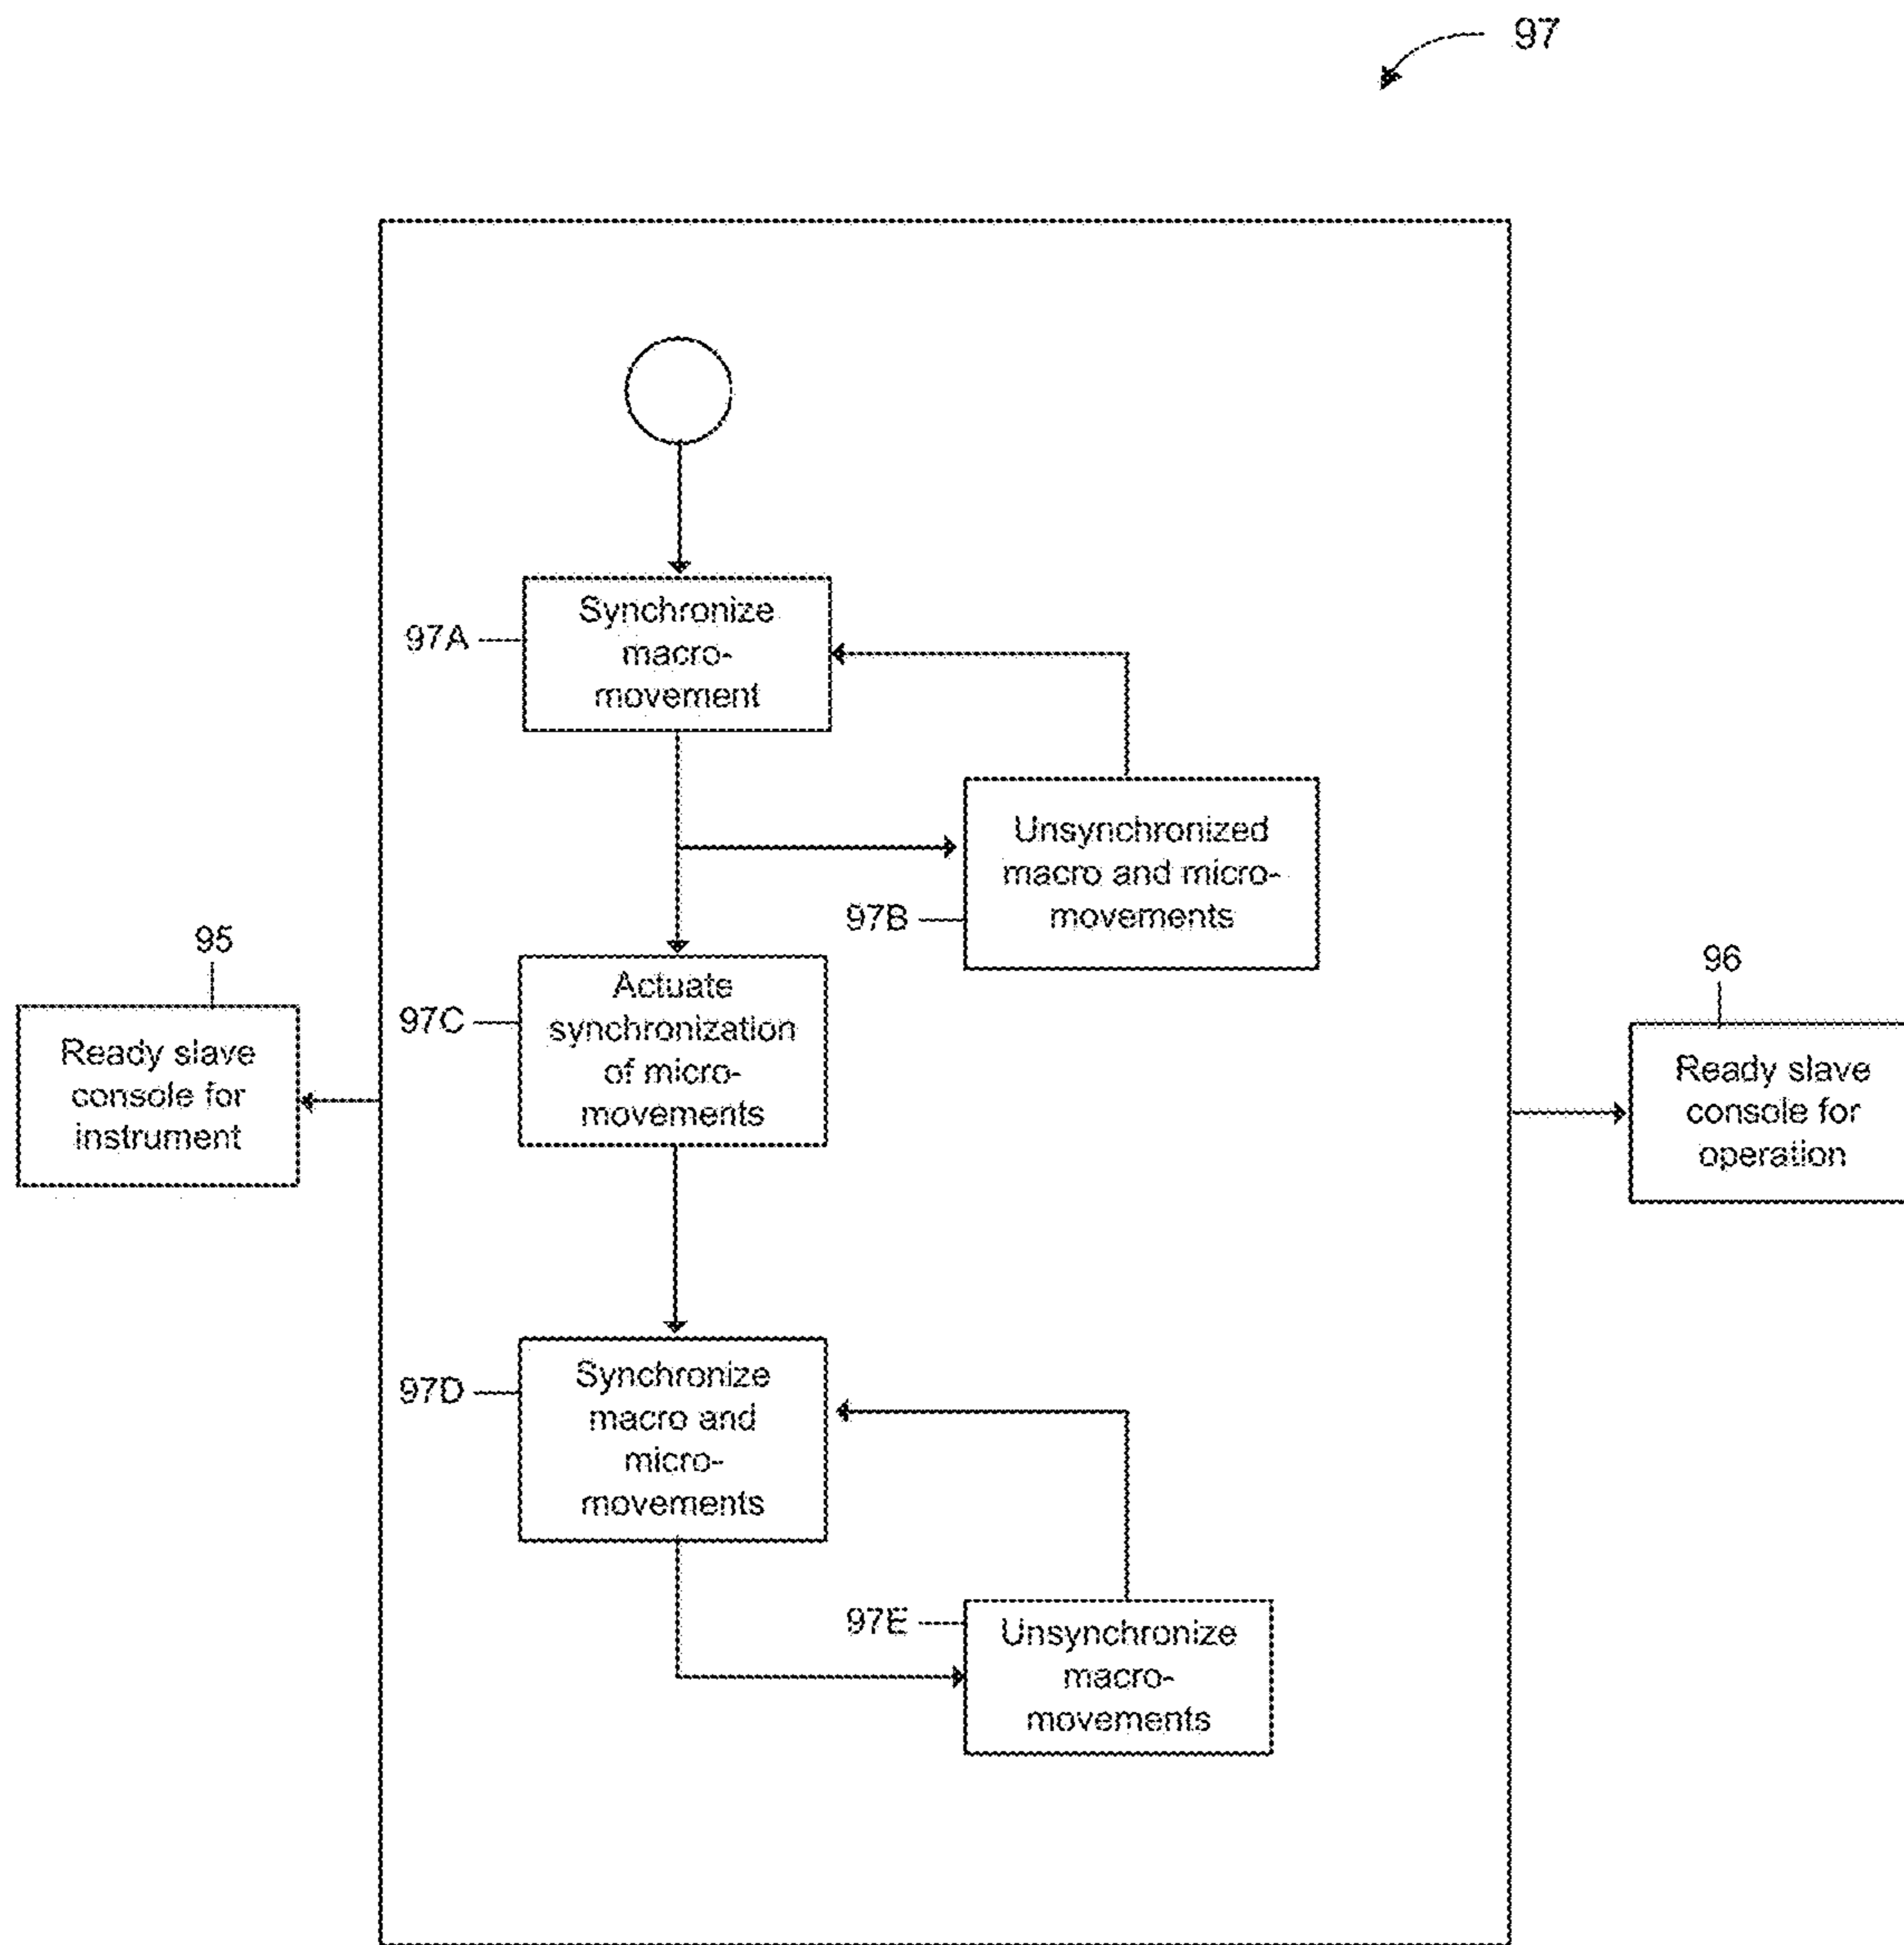 97
97A
Synchronize
macro-
movement
Unsynchronized
macro and micro-
movements
97B
95
Ready slave
console for
instrument
97C
Actuate
synchronization
of micro-
movements
96
Ready slave
console for
operation
97D
Synchronize
macro and
micro-
movements
97E
Unsynchronize
macro-
movements